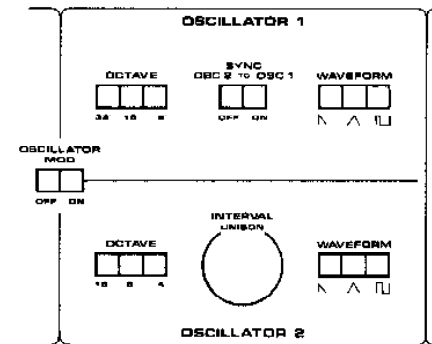 OSCILLATOR 1
OCTAVE
32 16 8
SYNC
OSC 2 TO OSC 1
OFF ON
WAVEFORM
OSCILLATOR
MOD
OFF ON
OCTAVE
16 8 4
INTERVAL
UNISON
WAVEFORM
OSCILLATOR 2